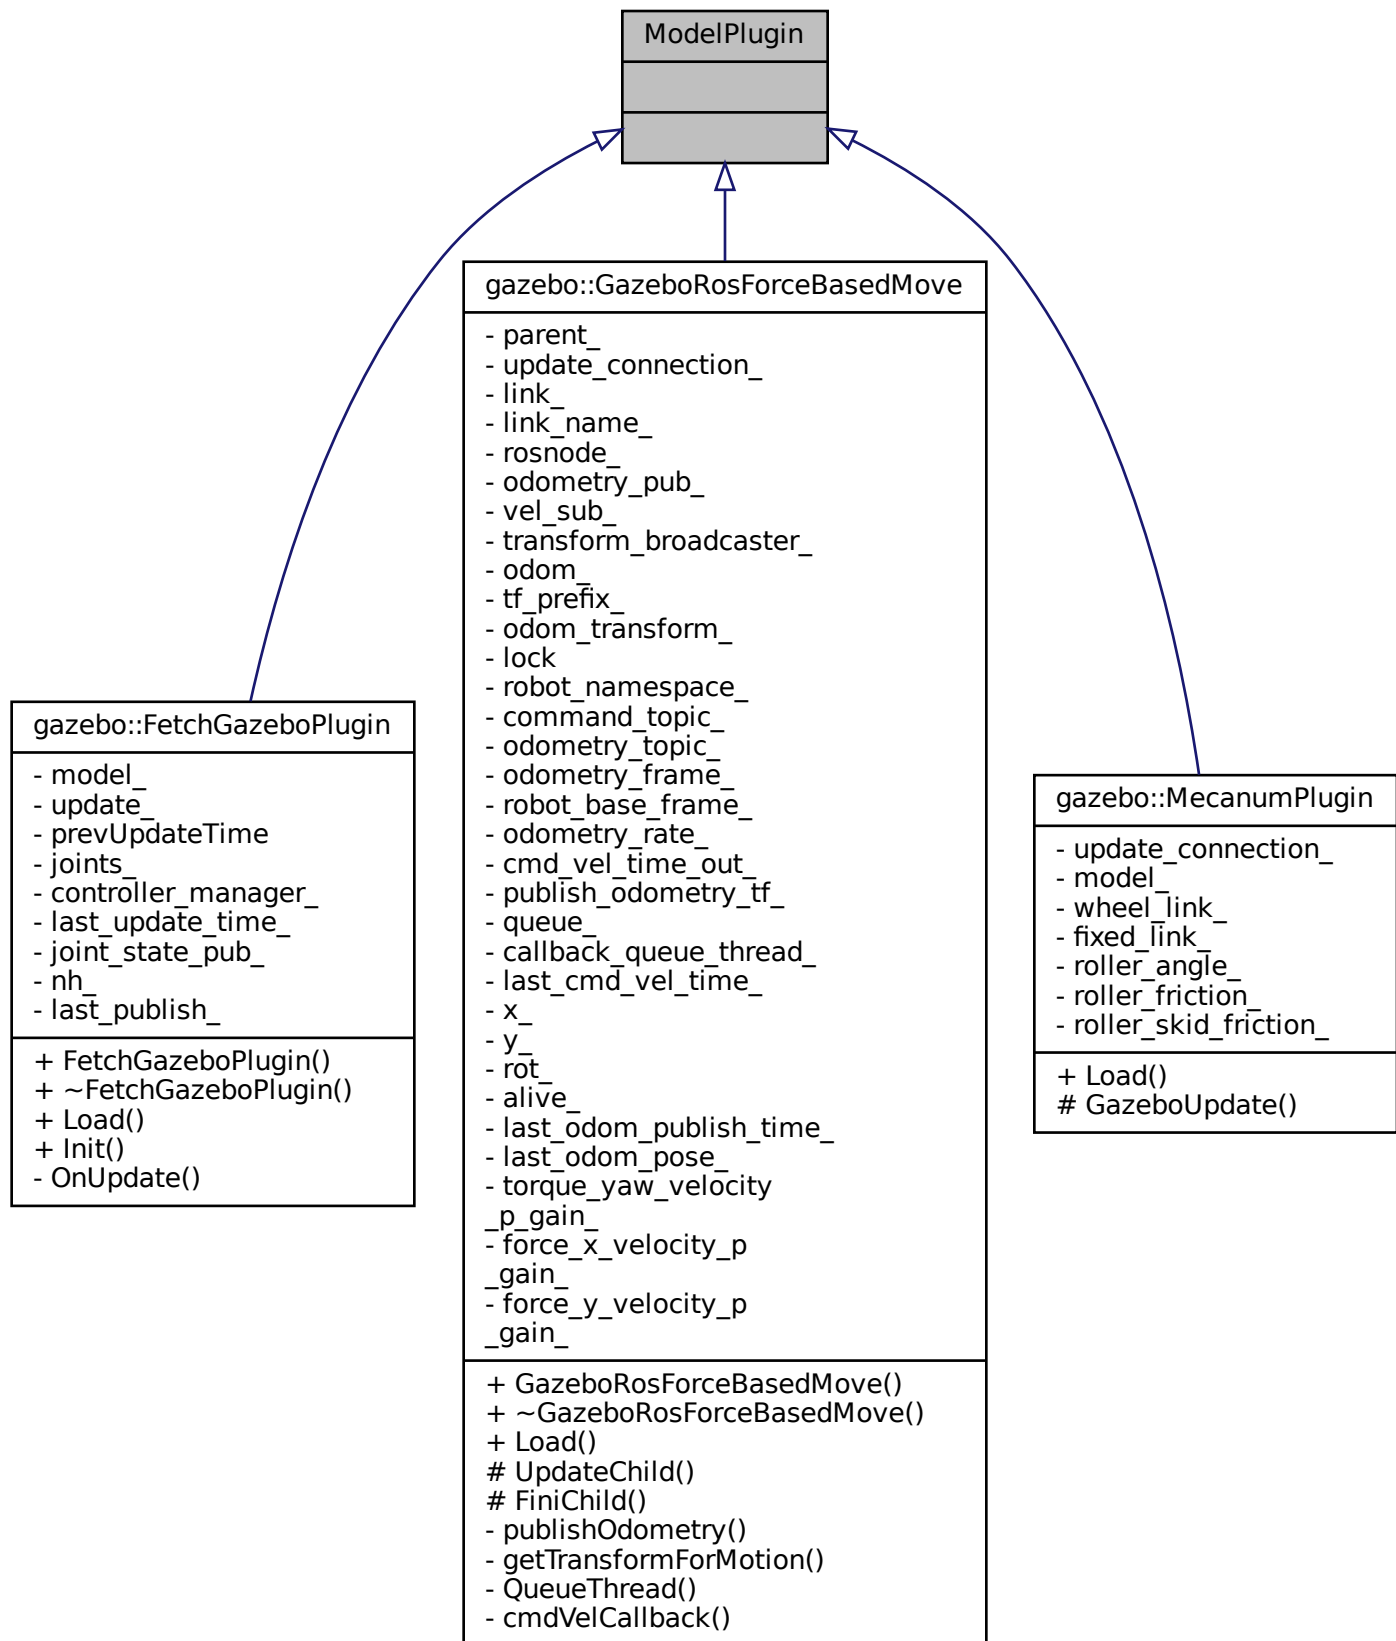 ModelPlugin
gazebo::GazeboRosForceBasedMove
- parent_
- update_connection_
- link_
- link_name_
- rosnode_
- odometry_pub_
- vel_sub_
- transform_broadcaster_
- odom_
- tf_prefix_
- odom_transform_
- lock
- robot_namespace_
- command_topic_
- odometry_topic_
- odometry_frame_
- robot_base_frame_
- odometry_rate_
- cmd_vel_time_out_
- publish_odometry_tf_
- queue_
- callback_queue_thread_
- last_cmd_vel_time_
- x_
- y_
- rot_
- alive_
- last_odom_publish_time_
- last_odom_pose_
- torque_yaw_velocity
_p_gain_
- force_x_velocity_p
_gain_
- force_y_velocity_p
_gain_
+ GazeboRosForceBasedMove()
+ ~GazeboRosForceBasedMove()
+ Load()
# UpdateChild()
# FiniChild()
- publishOdometry()
- getTransformForMotion()
- QueueThread()
- cmdVelCallback()
gazebo::FetchGazeboPlugin
- model_
- update_
- prevUpdateTime
- joints_
- controller_manager_
- last_update_time_
- joint_state_pub_
- nh_
- last_publish_
+ FetchGazeboPlugin()
+ ~FetchGazeboPlugin()
+ Load()
+ Init()
- OnUpdate()
gazebo::MecanumPlugin
- update_connection_
- model_
- wheel_link_
- fixed_link_
- roller_angle_
- roller_friction_
- roller_skid_friction_
+ Load()
# GazeboUpdate()